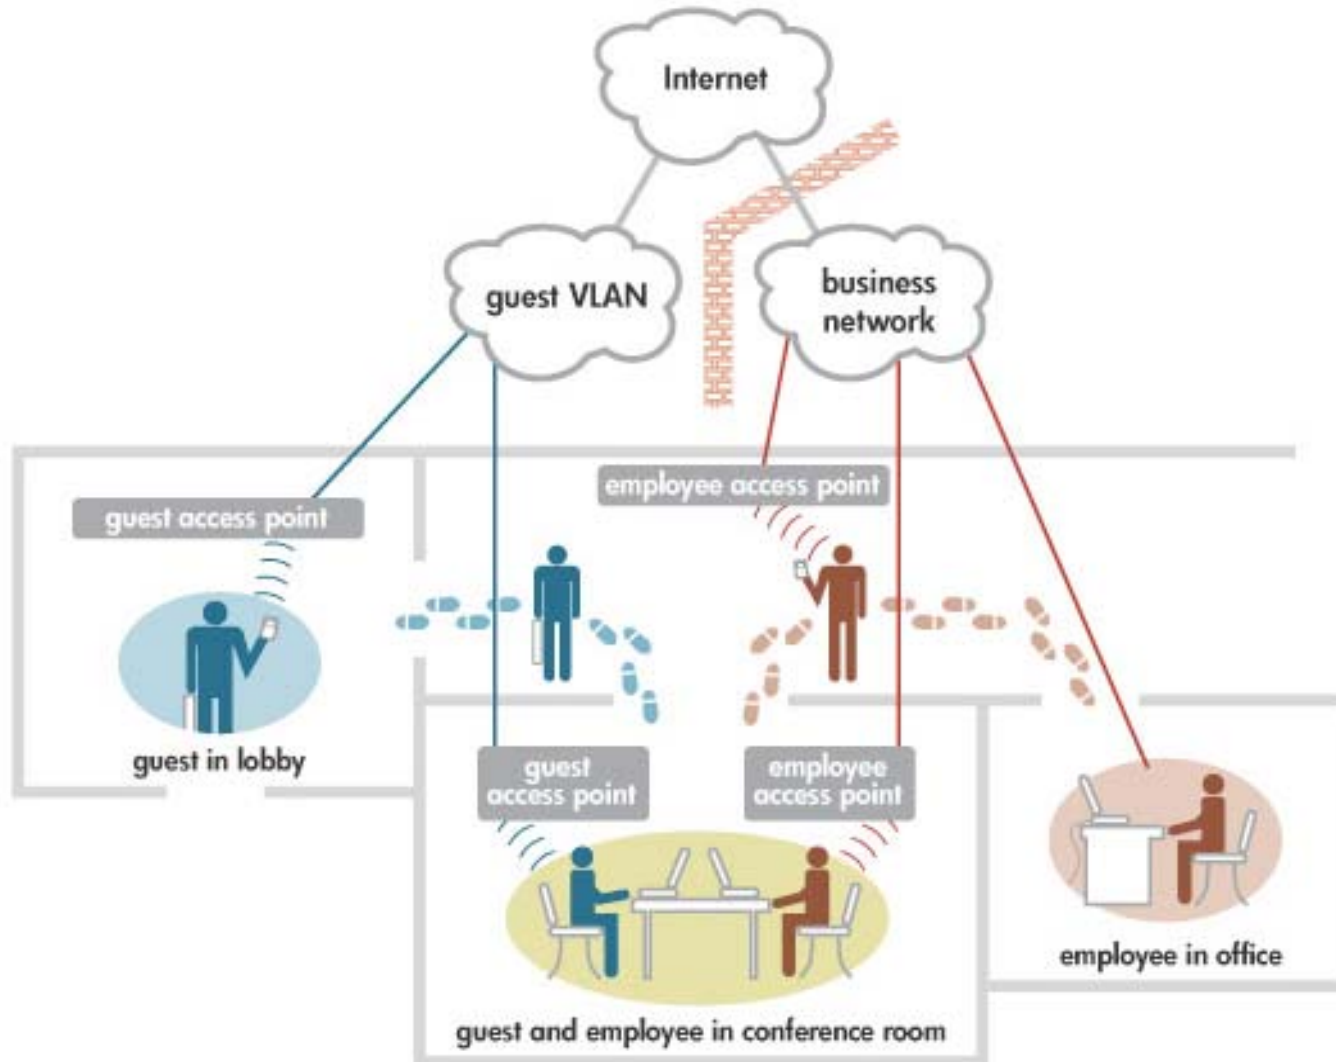 Internet
guest VLAN
business
network
guest access point
employee access point
guest in lobby
guest
access point
employee
access point
employee in office
guest and employee in conference room